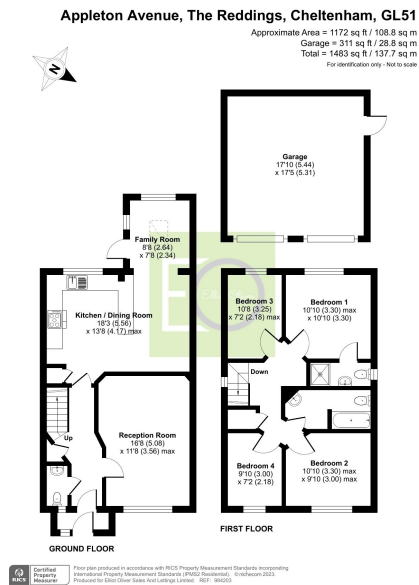 Appleton Avenue, The Reddings, Cheltenham, GL51
Approximate Area = 1172 sq ft / 108.8 sq m
Garage = 311 sq ft / 28.8 sq m
Total = 1483 sq ft / 137.7 sq m
For identification only - Not to scale
N
Garage
17'10 (5.44)
x 17'5 (5.31)
Family Room
8'8 (2.64)
x 7'8 (2.34)
Kitchen / Dining Room
18'3 (5.56)
x 13'8 (4.17) max
Bedroom 3
10'8 (3.25)
x 7'2 (2.18) max
Bedroom 1
10'10 (3.30) max
x 10'10 (3.30)
Down
Up
Reception Room
16'8 (5.08)
x 11'8 (3.56) max
Bedroom 4
9'10 (3.00)
x 7'2 (2.18)
Bedroom 2
10'10 (3.30) max
x 9'10 (3.00) max
FIRST FLOOR
GROUND FLOOR
RICS
Certified
Property
Measurer
Floor plan produced in accordance with RICS Property Measurement Standards incorporating
International Property Measurement Standards (IPMS2 Residential). © nichecom 2023.
Produced for Elliot Oliver Sales And Lettings Limited. REF: 984203